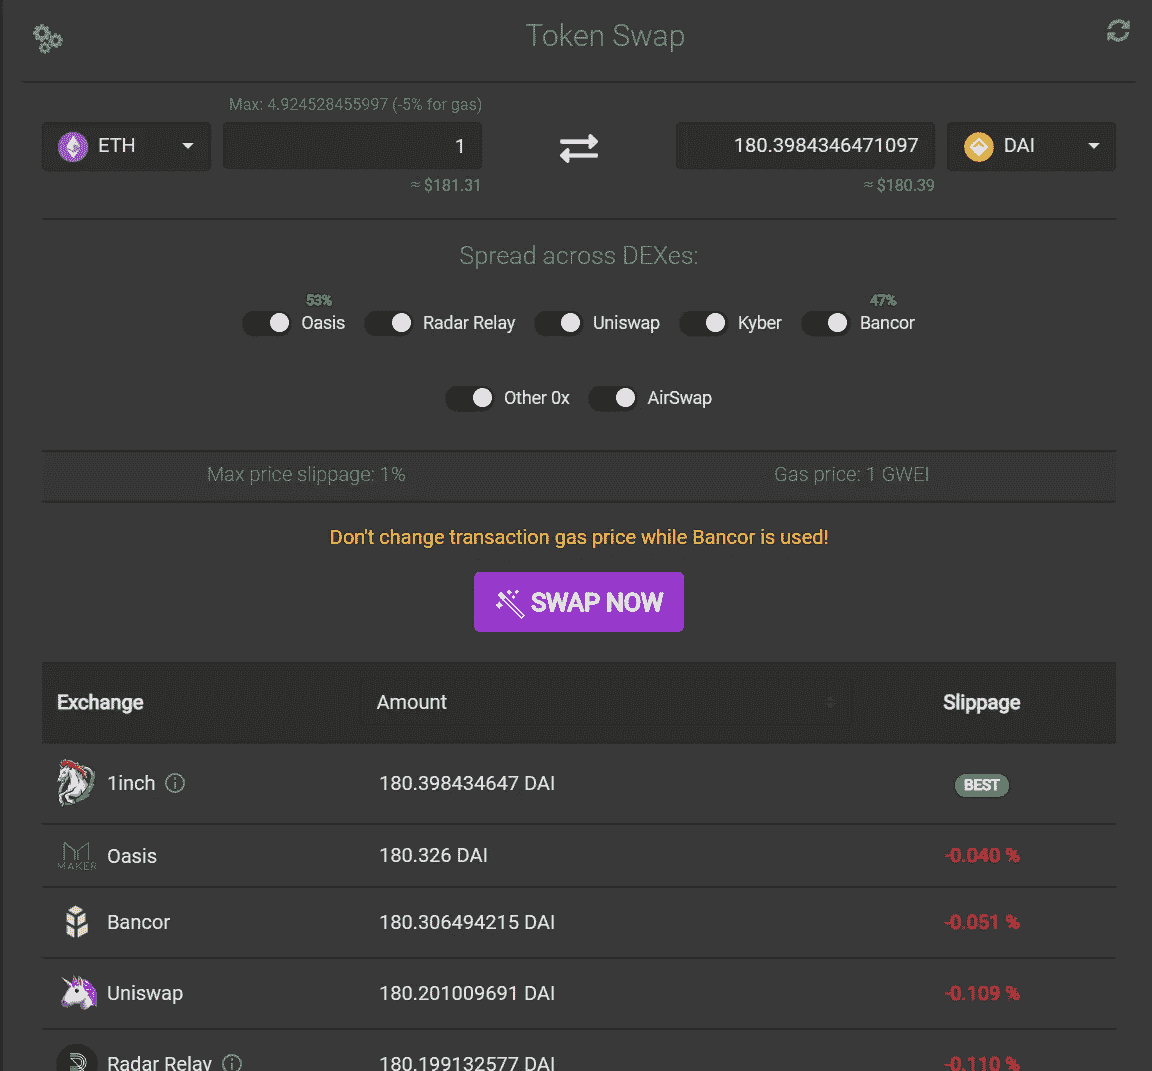 Token Swap
Max: 4.924528455997 (-5% for gas)
ETH 1 180.3984346471097 DAI
≈ $181.31 ≈ $180.39
Spread across DEXes:
53% 47%
Oasis Radar Relay Uniswap Kyber Bancor
Other 0x AirSwap
Max price slippage: 1% Gas price: 1 GWEI
Don't change transaction gas price while Bancor is used!
SWAP NOW
Exchange Amount Slippage
1inch 180.398434647 DAI BEST
MAKER Oasis 180.326 DAI -0.040 %
Bancor 180.306494215 DAI -0.051 %
Uniswap 180.201009691 DAI -0.109 %
Radar Relay 180.199132577 DAI -0.110 %